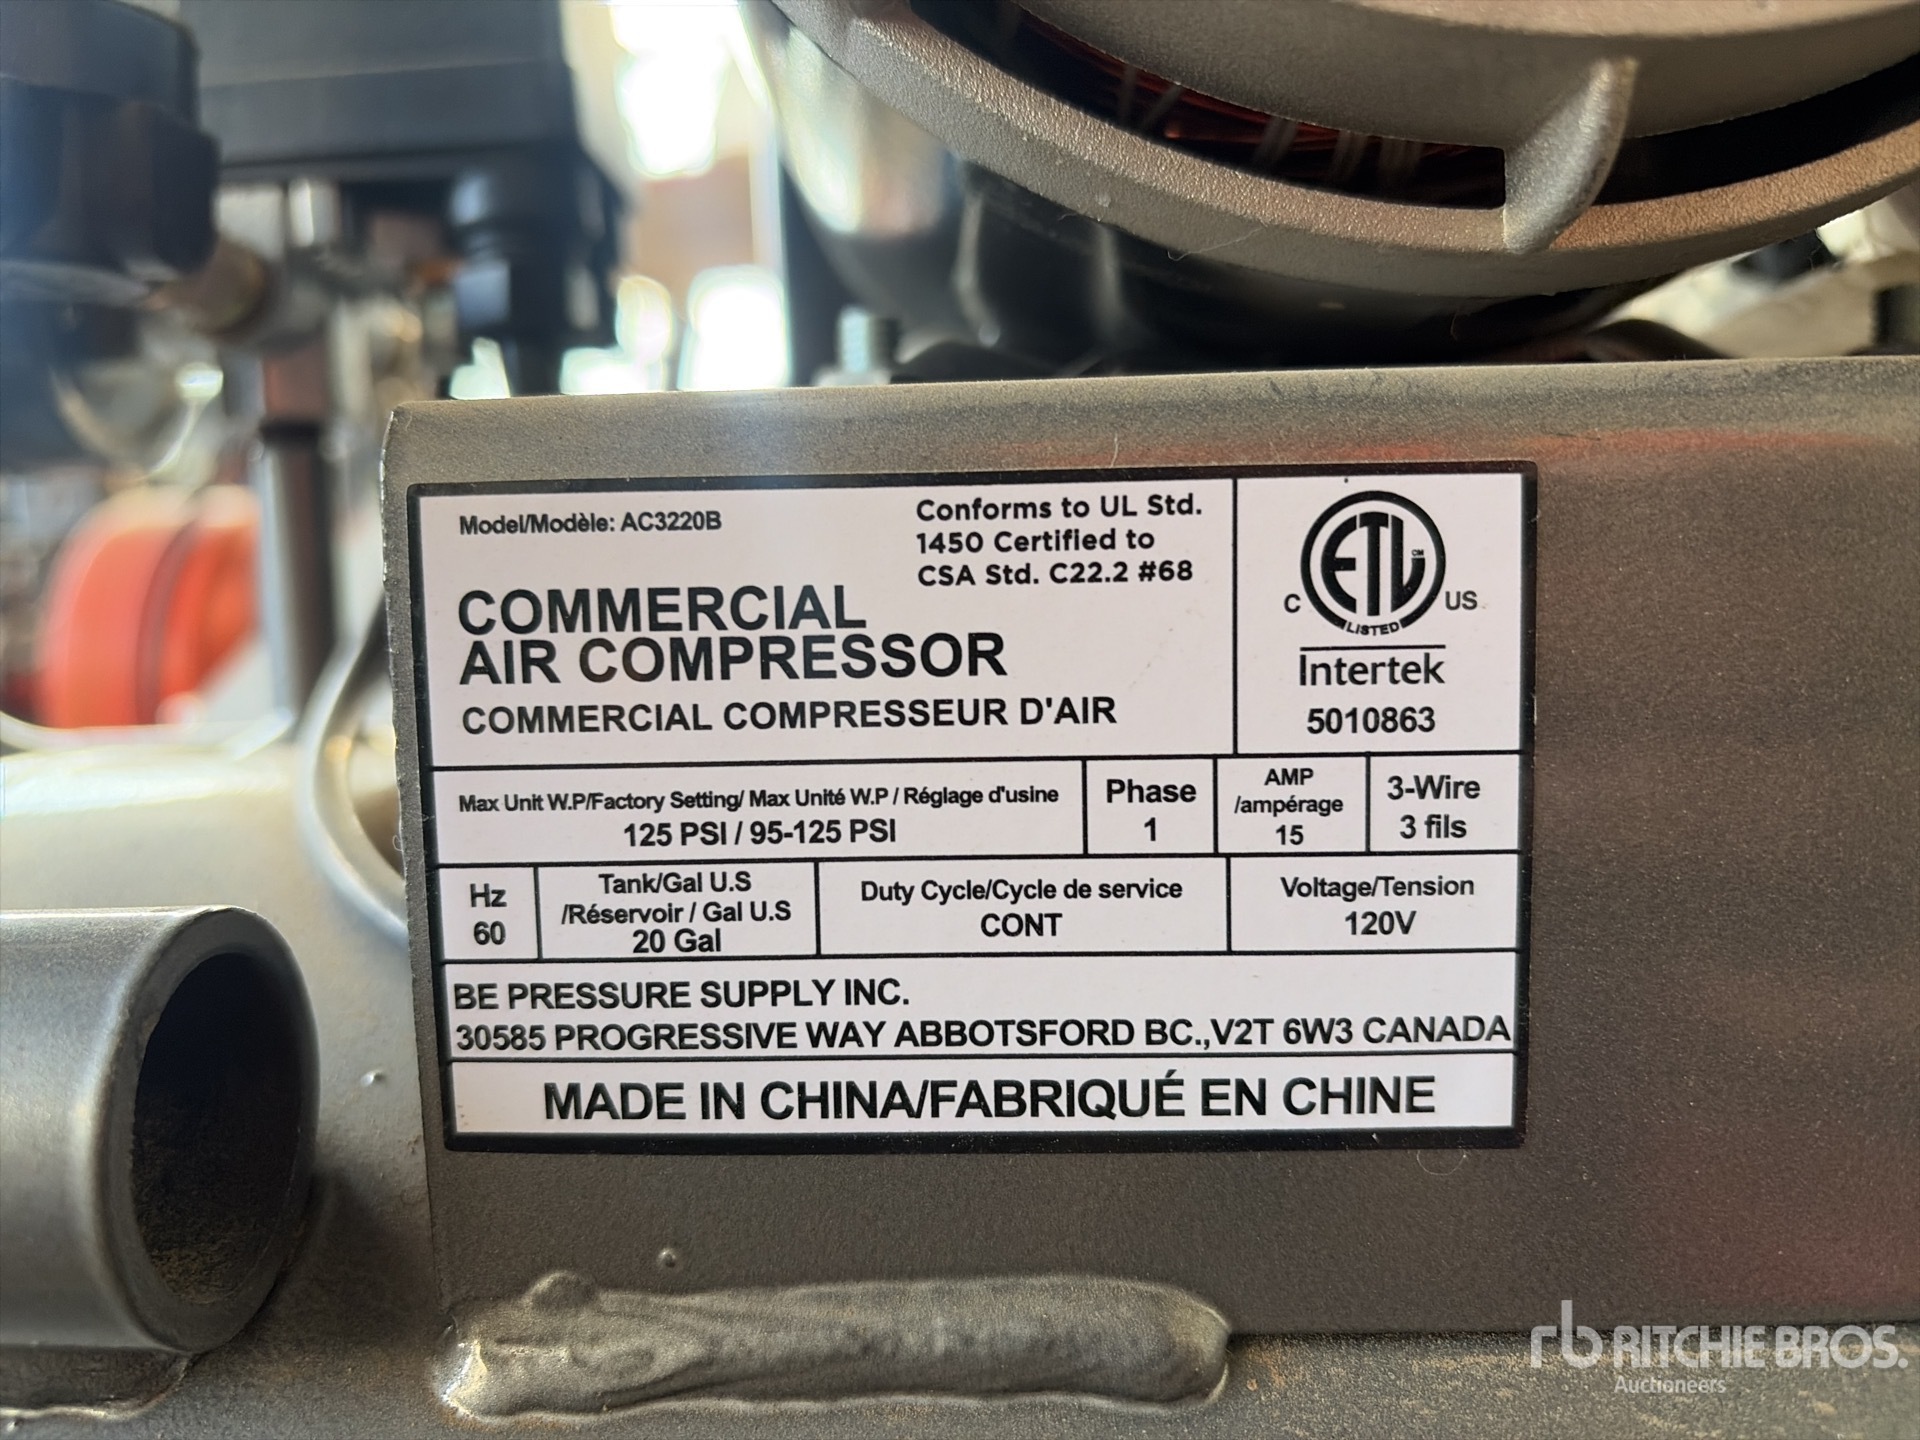 Model/Modèle: AC3220B
Conforms to UL Std.
1450 Certified to
CSA Std. C22.2 #68
COMMERCIAL
AIR COMPRESSOR
COMMERCIAL COMPRESSEUR D'AIR
ETL
CM
C
US
LISTED
Intertek
5010863
Max Unit W.P/Factory Setting/ Max Unité W.P / Réglage d'usine
125 PSI / 95-125 PSI
Phase
1
AMP
/ampérage
15
3-Wire
3 fils
Hz
60
Tank/Gal U.S
/Réservoir / Gal U.S
20 Gal
Duty Cycle/Cycle de service
CONT
Voltage/Tension
120V
BE PRESSURE SUPPLY INC.
30585 PROGRESSIVE WAY ABBOTSFORD BC.,V2T 6W3 CANADA
MADE IN CHINA/FABRIQUÉ EN CHINE
rb RITCHIE BROS.
Auctioneers